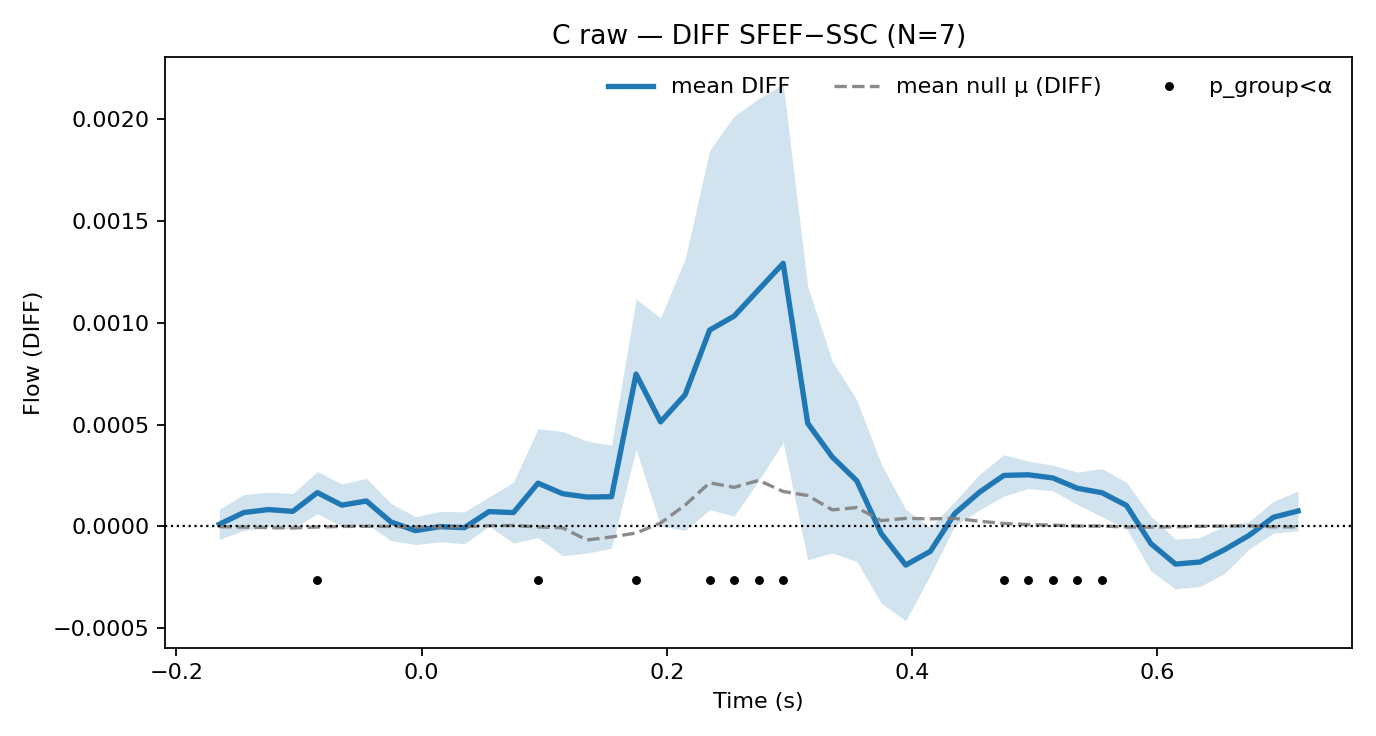 C raw — DIFF SFEF−SSC (N=7)
mean DIFF
mean null μ (DIFF)
p_group<α
0.0020
0.0015
0.0010
0.0005
0.0000
−0.0005
Flow (DIFF)
−0.2
0.0
0.2
0.4
0.6
Time (s)